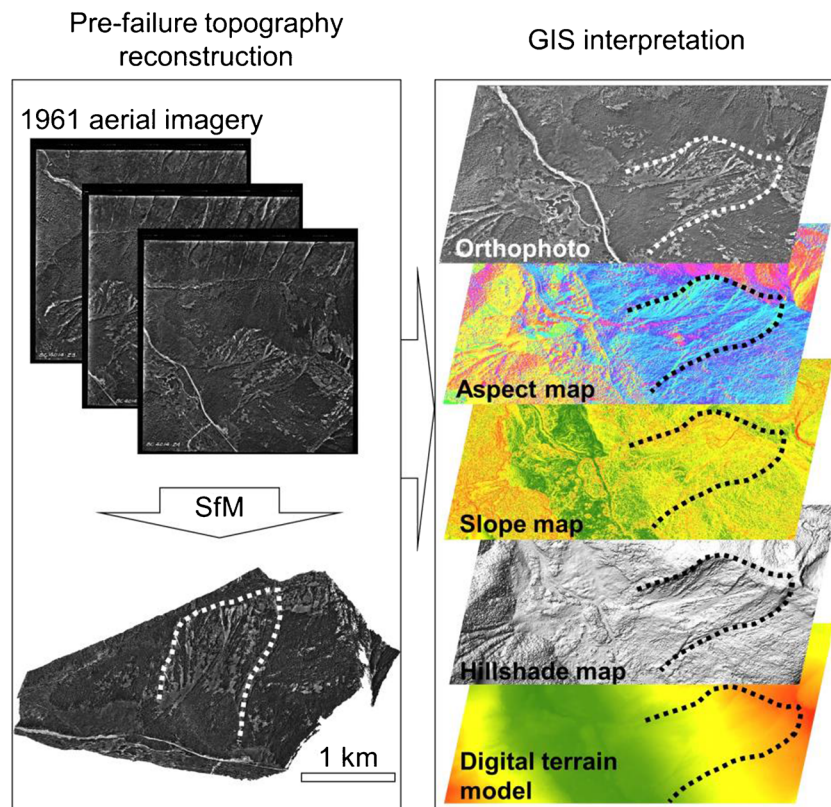 Pre-failure topography
reconstruction
GIS interpretation
1961 aerial imagery
SfM
1 km
Orthophoto
Aspect map
Slope map
Hillshade map
Digital terrain
model